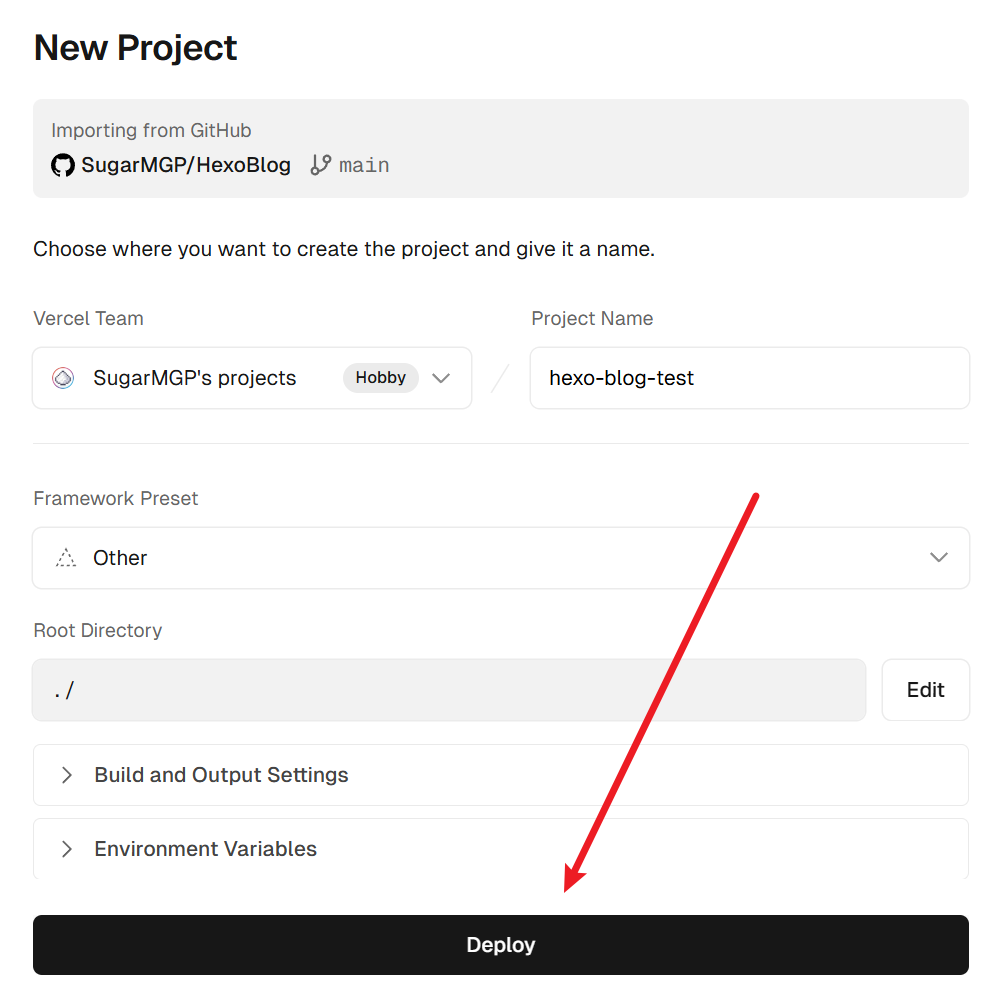 New Project
Importing from GitHub
SugarMGP/HexoBlog main
Choose where you want to create the project and give it a name.
Vercel Team
Project Name
SugarMGP's projects Hobby
hexo-blog-test
Framework Preset
Other
Root Directory
./
Edit
Build and Output Settings
Environment Variables
Deploy